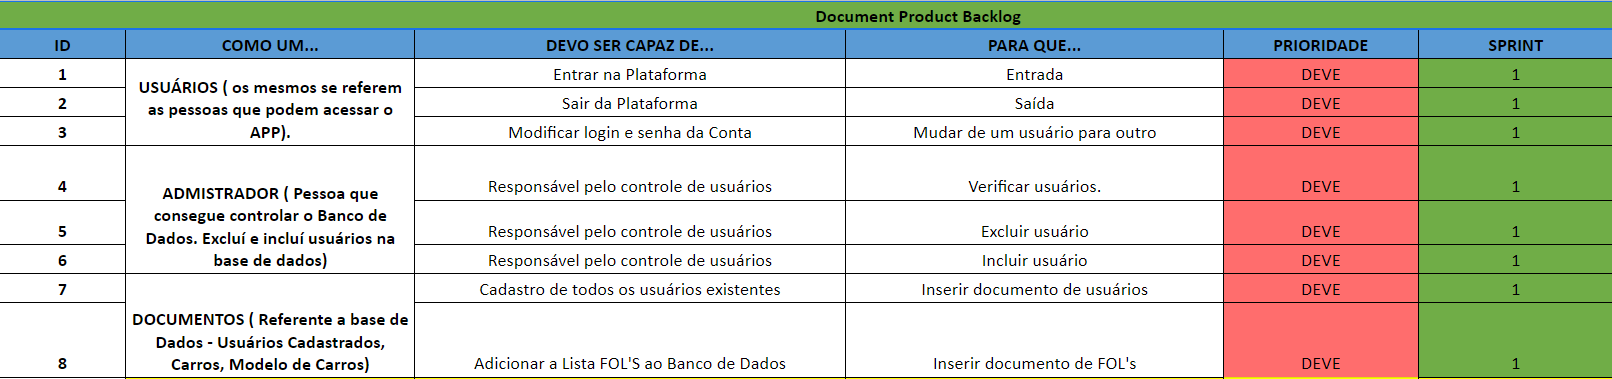 Document Product Backlog
ID COMO UM... DEVO SER CAPAZ DE... PARA QUE... PRIORIDADE SPRINT
USUÁRIOS ( os mesmos se referem
as pessoas que podem acessar o
APP).
1 Entrar na Plataforma Entrada DEVE 1
2 Sair da Plataforma Saída DEVE 1
3 Modificar login e senha da Conta Mudar de um usuário para outro DEVE 1
ADMISTRADOR ( Pessoa que
consegue controlar o Banco de
Dados. Excluí e incluí usuários na
base de dados)
4 Responsável pelo controle de usuários Verificar usuários. DEVE 1
5 Responsável pelo controle de usuários Excluir usuário DEVE 1
6 Responsável pelo controle de usuários Incluir usuário DEVE 1
DOCUMENTOS ( Referente a base de
Dados - Usuários Cadastrados,
Carros, Modelo de Carros)
7 Cadastro de todos os usuários existentes Inserir documento de usuários DEVE 1
8 Adicionar a Lista FOL'S ao Banco de Dados Inserir documento de FOL's DEVE 1